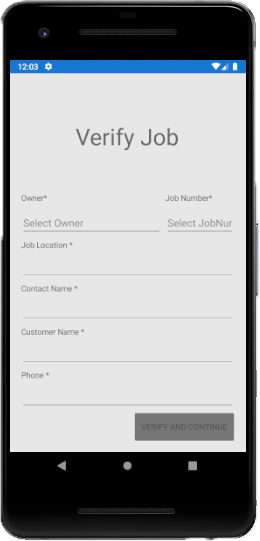 12:03
Verify Job
Owner* Job Number*
Select Owner Select JobNur
Job Location *
Contact Name *
Customer Name *
Phone *
VERIFY AND CONTINUE